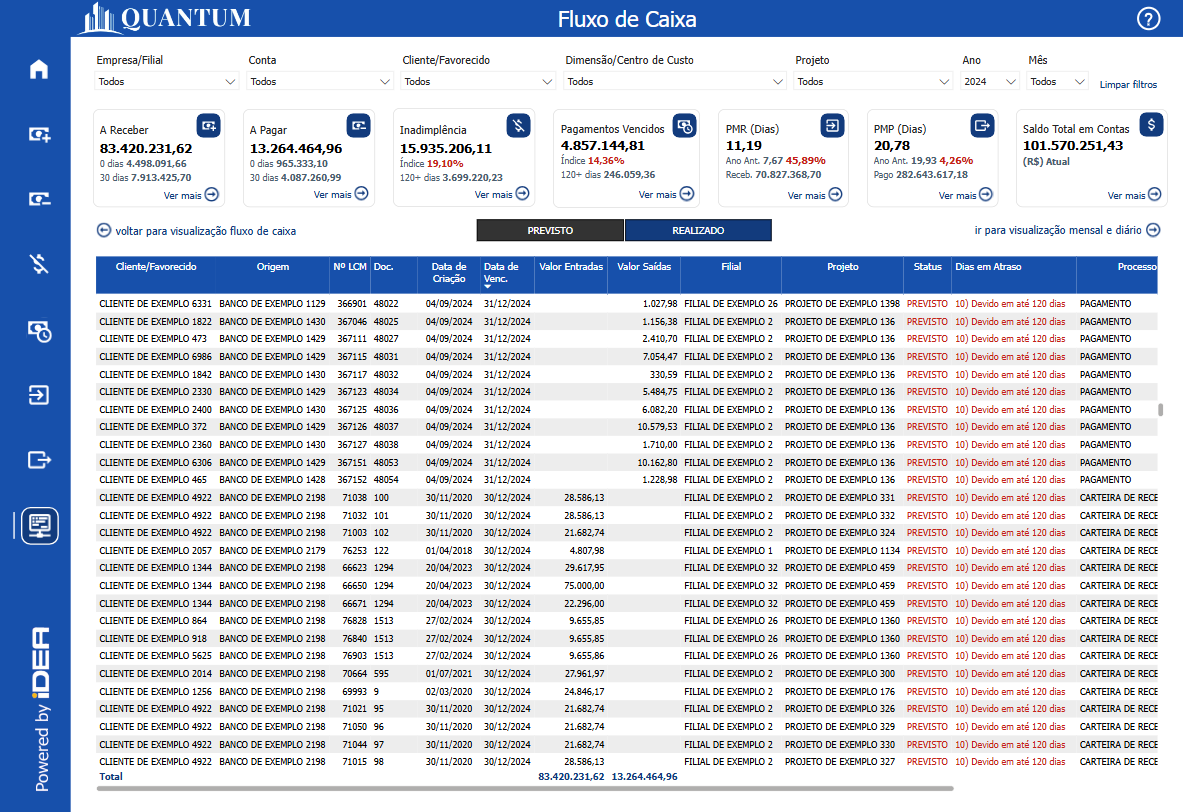 QUANTUM
Fluxo de Caixa
?
Empresa/Filial Conta Cliente/Favorecido Dimensão/Centro de Custo Projeto Ano Mês
Todos Todos Todos Todos Todos 2024 Todos Limpar filtros
A Receber
83.420.231,62
0 dias 4.498.091,66
30 dias 7.913.425,70
Ver mais
A Pagar
13.264.464,96
0 dias 965.333,10
30 dias 4.087.260,99
Ver mais
Inadimplência
15.935.206,11
Índice 19,10%
120+ dias 3.699.220,23
Ver mais
Pagamentos Vencidos
4.857.144,81
Índice 14,36%
120+ dias 246.059,36
Ver mais
PMR (Dias)
11,19
Ano Ant. 7,67 45,89%
Receb. 70.827.368,70
Ver mais
PMP (Dias)
20,78
Ano Ant. 19,93 4,26%
Pago 282.643.617,18
Ver mais
$
Saldo Total em Contas
101.570.251,43
(R$) Atual
Ver mais
voltar para visualização fluxo de caixa PREVISTO REALIZADO ir para visualização mensal e diário
Cliente/Favorecido Origem Nº LCM Doc. Data de Criação Data de Venc. Valor Entradas Valor Saídas Filial Projeto Status Dias em Atraso Processo
CLIENTE DE EXEMPLO 6331 BANCO DE EXEMPLO 1129 366901 48022 04/09/2024 31/12/2024 1.027,98 FILIAL DE EXEMPLO 26 PROJETO DE EXEMPLO 1398 PREVISTO 10) Devido em até 120 dias PAGAMENTO
CLIENTE DE EXEMPLO 1822 BANCO DE EXEMPLO 1430 367046 48025 04/09/2024 31/12/2024 1.156,38 FILIAL DE EXEMPLO 2 PROJETO DE EXEMPLO 136 PREVISTO 10) Devido em até 120 dias PAGAMENTO
CLIENTE DE EXEMPLO 473 BANCO DE EXEMPLO 1429 367111 48027 04/09/2024 31/12/2024 2.410,70 FILIAL DE EXEMPLO 2 PROJETO DE EXEMPLO 136 PREVISTO 10) Devido em até 120 dias PAGAMENTO
CLIENTE DE EXEMPLO 6986 BANCO DE EXEMPLO 1429 367115 48031 04/09/2024 31/12/2024 7.054,47 FILIAL DE EXEMPLO 2 PROJETO DE EXEMPLO 136 PREVISTO 10) Devido em até 120 dias PAGAMENTO
CLIENTE DE EXEMPLO 1842 BANCO DE EXEMPLO 1430 367117 48032 04/09/2024 31/12/2024 330,59 FILIAL DE EXEMPLO 2 PROJETO DE EXEMPLO 136 PREVISTO 10) Devido em até 120 dias PAGAMENTO
CLIENTE DE EXEMPLO 2330 BANCO DE EXEMPLO 1429 367123 48034 04/09/2024 31/12/2024 5.484,75 FILIAL DE EXEMPLO 2 PROJETO DE EXEMPLO 136 PREVISTO 10) Devido em até 120 dias PAGAMENTO
CLIENTE DE EXEMPLO 2400 BANCO DE EXEMPLO 1430 367125 48036 04/09/2024 31/12/2024 6.082,20 FILIAL DE EXEMPLO 2 PROJETO DE EXEMPLO 136 PREVISTO 10) Devido em até 120 dias PAGAMENTO
CLIENTE DE EXEMPLO 372 BANCO DE EXEMPLO 1429 367126 48037 04/09/2024 31/12/2024 10.579,53 FILIAL DE EXEMPLO 2 PROJETO DE EXEMPLO 136 PREVISTO 10) Devido em até 120 dias PAGAMENTO
CLIENTE DE EXEMPLO 2360 BANCO DE EXEMPLO 1430 367127 48038 04/09/2024 31/12/2024 1.710,00 FILIAL DE EXEMPLO 2 PROJETO DE EXEMPLO 136 PREVISTO 10) Devido em até 120 dias PAGAMENTO
CLIENTE DE EXEMPLO 6306 BANCO DE EXEMPLO 1429 367151 48053 04/09/2024 31/12/2024 10.162,80 FILIAL DE EXEMPLO 2 PROJETO DE EXEMPLO 136 PREVISTO 10) Devido em até 120 dias PAGAMENTO
CLIENTE DE EXEMPLO 465 BANCO DE EXEMPLO 1428 367152 48054 04/09/2024 31/12/2024 1.228,98 FILIAL DE EXEMPLO 2 PROJETO DE EXEMPLO 136 PREVISTO 10) Devido em até 120 dias PAGAMENTO
CLIENTE DE EXEMPLO 4922 BANCO DE EXEMPLO 2198 71038 100 30/11/2020 30/12/2024 28.586,13 FILIAL DE EXEMPLO 2 PROJETO DE EXEMPLO 331 PREVISTO 10) Devido em até 120 dias CARTEIRA DE RECE
CLIENTE DE EXEMPLO 4922 BANCO DE EXEMPLO 2198 71032 101 30/11/2020 30/12/2024 28.586,13 FILIAL DE EXEMPLO 2 PROJETO DE EXEMPLO 332 PREVISTO 10) Devido em até 120 dias CARTEIRA DE RECE
CLIENTE DE EXEMPLO 4922 BANCO DE EXEMPLO 2198 71003 102 30/11/2020 30/12/2024 21.682,74 FILIAL DE EXEMPLO 2 PROJETO DE EXEMPLO 324 PREVISTO 10) Devido em até 120 dias CARTEIRA DE RECE
CLIENTE DE EXEMPLO 2057 BANCO DE EXEMPLO 2179 76253 122 01/04/2018 30/12/2024 4.807,98 FILIAL DE EXEMPLO 1 PROJETO DE EXEMPLO 1134 PREVISTO 10) Devido em até 120 dias CARTEIRA DE RECE
CLIENTE DE EXEMPLO 1344 BANCO DE EXEMPLO 2198 66623 1294 20/04/2023 30/12/2024 29.617,95 FILIAL DE EXEMPLO 32 PROJETO DE EXEMPLO 459 PREVISTO 10) Devido em até 120 dias CARTEIRA DE RECE
CLIENTE DE EXEMPLO 1344 BANCO DE EXEMPLO 2198 66650 1294 20/04/2023 30/12/2024 75.000,00 FILIAL DE EXEMPLO 32 PROJETO DE EXEMPLO 459 PREVISTO 10) Devido em até 120 dias CARTEIRA DE RECE
CLIENTE DE EXEMPLO 1344 BANCO DE EXEMPLO 2198 66671 1294 20/04/2023 30/12/2024 22.296,00 FILIAL DE EXEMPLO 32 PROJETO DE EXEMPLO 459 PREVISTO 10) Devido em até 120 dias CARTEIRA DE RECE
CLIENTE DE EXEMPLO 864 BANCO DE EXEMPLO 2198 76828 1513 27/02/2024 30/12/2024 9.655,85 FILIAL DE EXEMPLO 26 PROJETO DE EXEMPLO 1360 PREVISTO 10) Devido em até 120 dias CARTEIRA DE RECE
CLIENTE DE EXEMPLO 918 BANCO DE EXEMPLO 2198 76840 1513 27/02/2024 30/12/2024 9.655,85 FILIAL DE EXEMPLO 26 PROJETO DE EXEMPLO 1360 PREVISTO 10) Devido em até 120 dias CARTEIRA DE RECE
CLIENTE DE EXEMPLO 5625 BANCO DE EXEMPLO 2198 76903 1513 27/02/2024 30/12/2024 9.655,86 FILIAL DE EXEMPLO 26 PROJETO DE EXEMPLO 1360 PREVISTO 10) Devido em até 120 dias CARTEIRA DE RECE
CLIENTE DE EXEMPLO 2014 BANCO DE EXEMPLO 2198 70664 595 01/07/2021 30/12/2024 27.961,97 FILIAL DE EXEMPLO 2 PROJETO DE EXEMPLO 300 PREVISTO 10) Devido em até 120 dias CARTEIRA DE RECE
CLIENTE DE EXEMPLO 1256 BANCO DE EXEMPLO 2198 69993 9 02/03/2020 30/12/2024 24.846,17 FILIAL DE EXEMPLO 2 PROJETO DE EXEMPLO 176 PREVISTO 10) Devido em até 120 dias CARTEIRA DE RECE
CLIENTE DE EXEMPLO 4922 BANCO DE EXEMPLO 2198 71021 95 30/11/2020 30/12/2024 21.682,74 FILIAL DE EXEMPLO 2 PROJETO DE EXEMPLO 326 PREVISTO 10) Devido em até 120 dias CARTEIRA DE RECE
CLIENTE DE EXEMPLO 4922 BANCO DE EXEMPLO 2198 71050 96 30/11/2020 30/12/2024 21.682,74 FILIAL DE EXEMPLO 2 PROJETO DE EXEMPLO 329 PREVISTO 10) Devido em até 120 dias CARTEIRA DE RECE
CLIENTE DE EXEMPLO 4922 BANCO DE EXEMPLO 2198 71044 97 30/11/2020 30/12/2024 21.682,74 FILIAL DE EXEMPLO 2 PROJETO DE EXEMPLO 330 PREVISTO 10) Devido em até 120 dias CARTEIRA DE RECE
CLIENTE DE EXEMPLO 4922 BANCO DE EXEMPLO 2198 71015 98 30/11/2020 30/12/2024 28.586,13 FILIAL DE EXEMPLO 2 PROJETO DE EXEMPLO 327 PREVISTO 10) Devido em até 120 dias CARTEIRA DE RECE
Total 83.420.231,62 13.264.464,96
Powered by iDEA